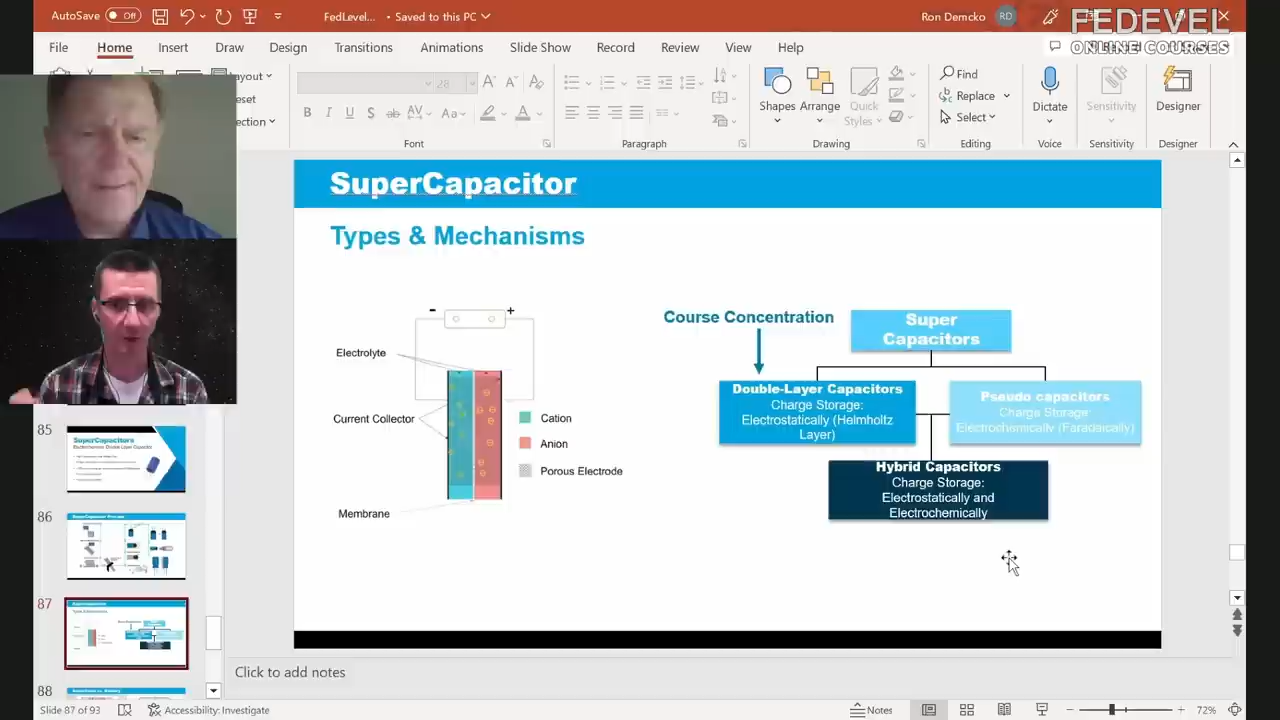 AutoSave Off
FedLevel... • Saved to this PC
Ron Demcko RD
FEDEVEL
ONLINE COURSES
File Home Insert Draw Design Transitions Animations Slide Show Record Review View Help
28
Font
Paragraph
Shapes Arrange Quick Styles
Drawing
Find
Replace
Select
Editing
Dictate
Voice
Sensitivity
Sensitivity
Designer
Designer
SuperCapacitor
Types & Mechanisms
- +
Electrolyte
Current Collector
Membrane
Cation
Anion
Porous Electrode
Course Concentration
Super
Capacitors
Double-Layer Capacitors
Charge Storage:
Electrostatically (Helmholtz
Layer)
Pseudo capacitors
Charge Storage:
Electrochemically (Faradaically)
Hybrid Capacitors
Charge Storage:
Electrostatically and
Electrochemically
85
SuperCapacitors
86
87
88
Click to add notes
Slide 87 of 93
Accessibility: Investigate
Notes
72%